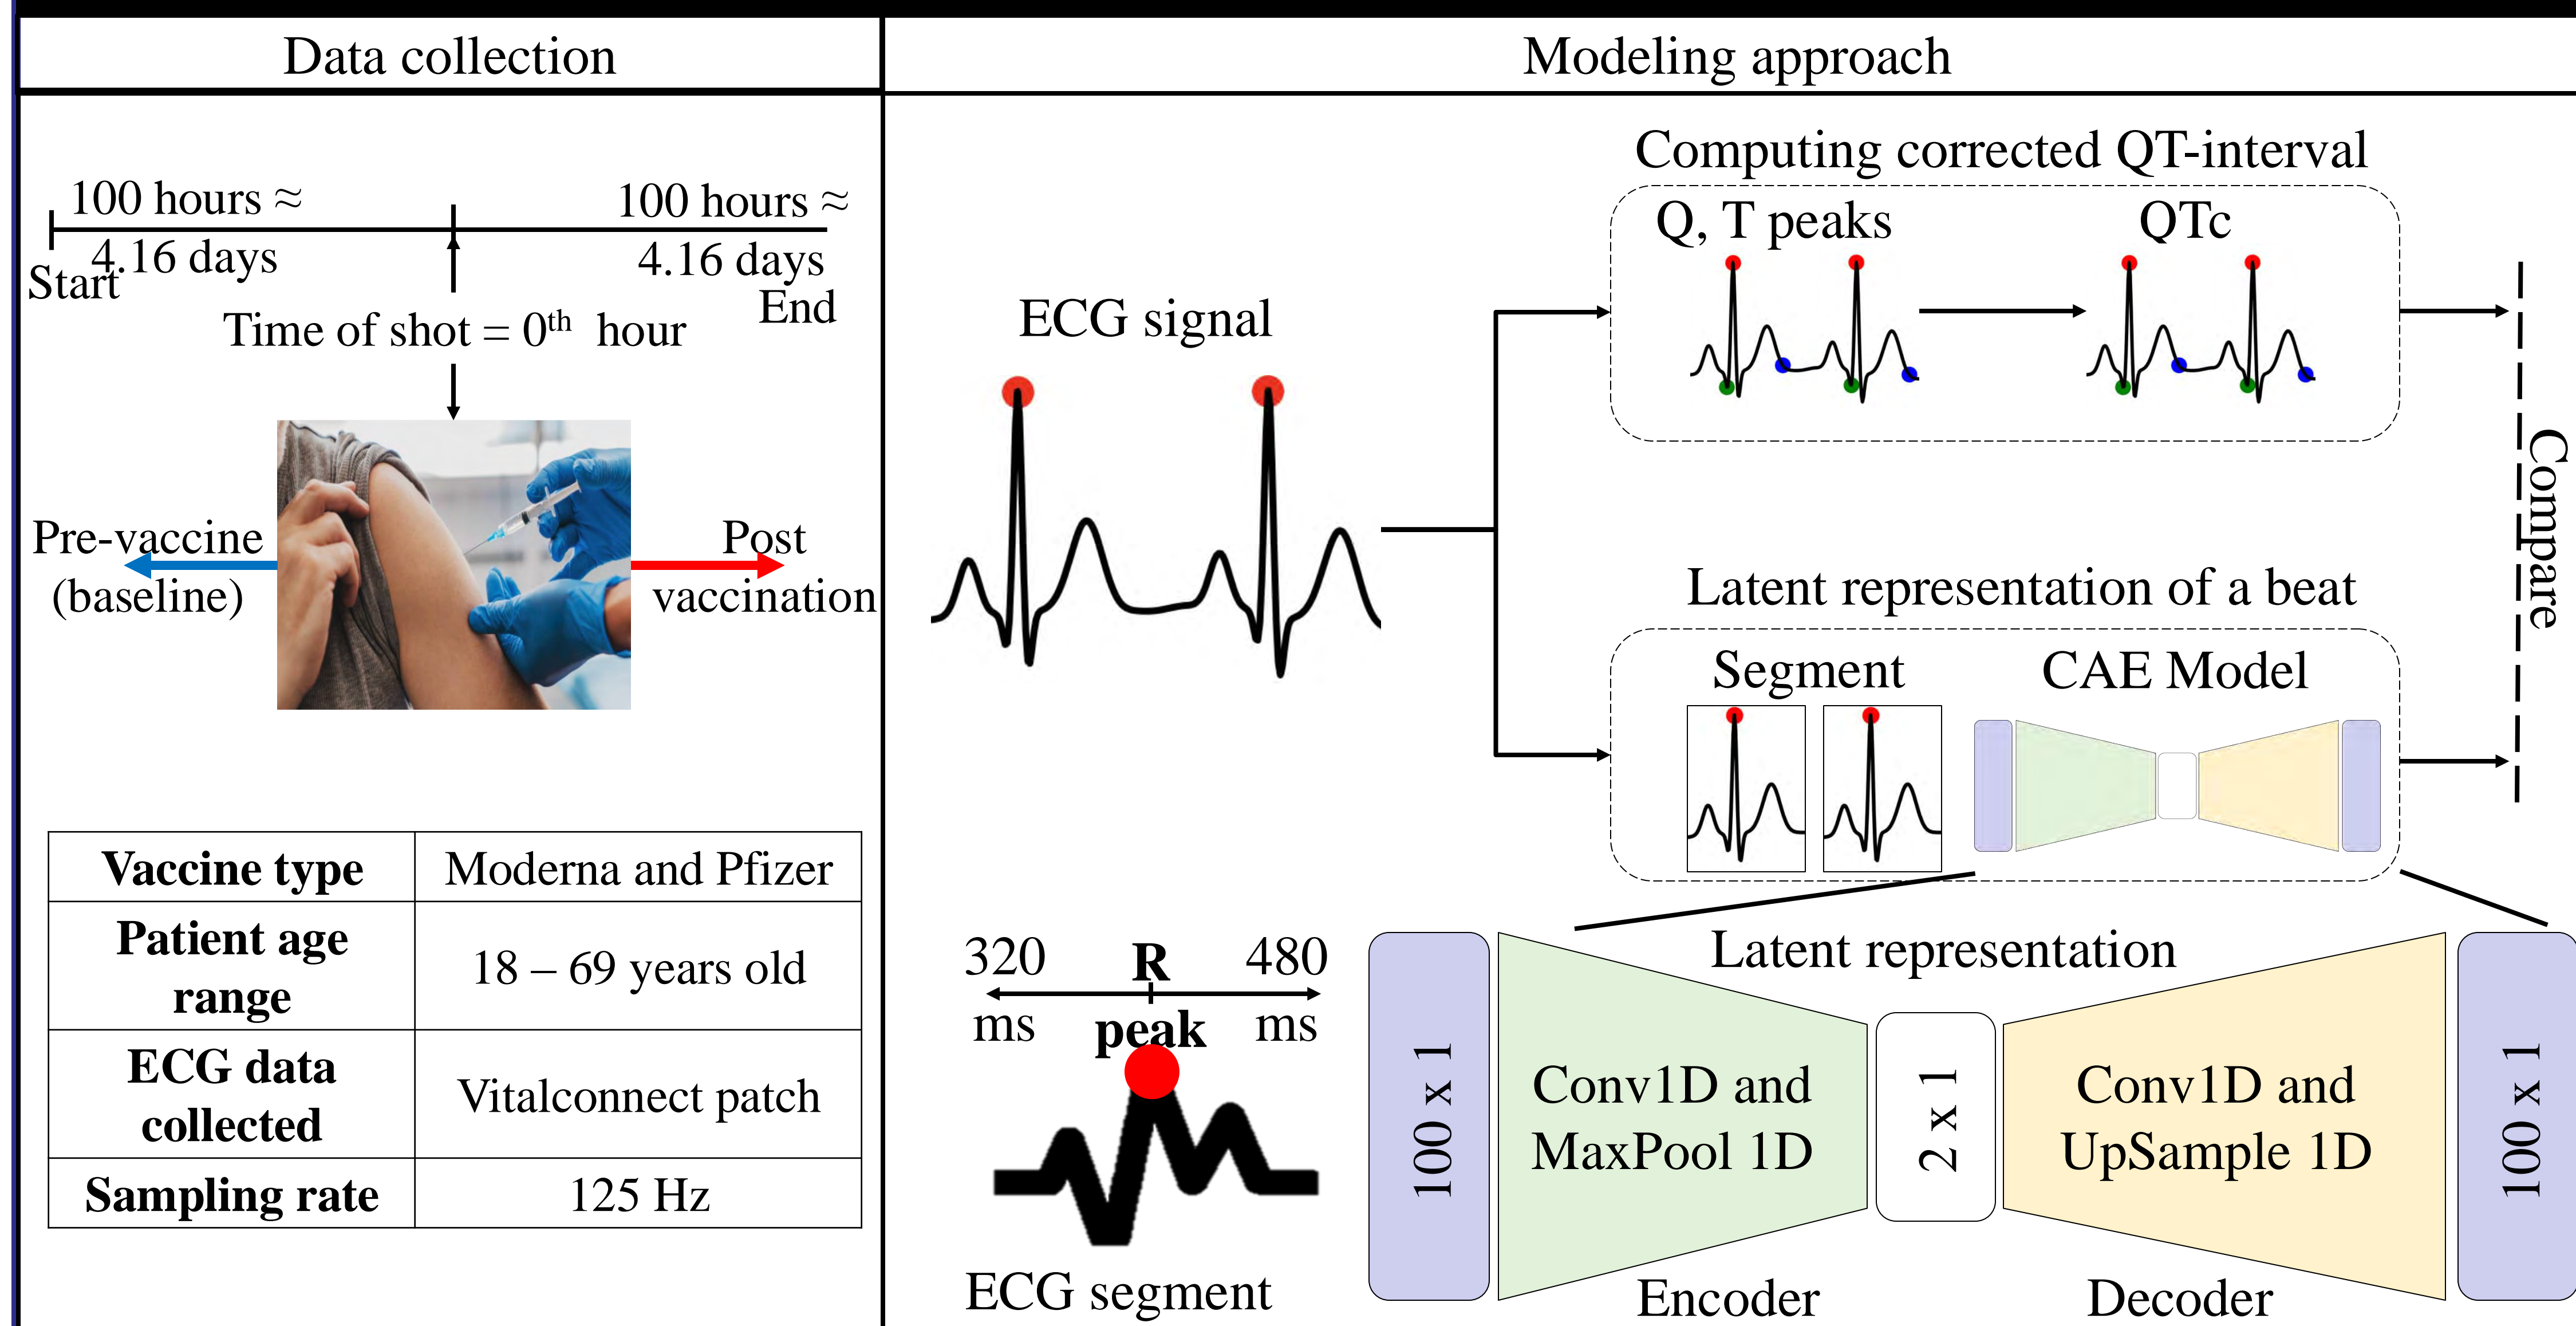 Data collection
Modeling approach
100 hours ≈
4.16 days
100 hours ≈
4.16 days
Start
End
Time of shot = 0th hour
Pre-vaccine
(baseline)
Post
vaccination
Vaccine type
Moderna and Pfizer
Patient age
range
18 – 69 years old
ECG data
collected
Vitalconnect patch
Sampling rate
125 Hz
ECG signal
Computing corrected QT-interval
Q, T peaks
QTc
Latent representation of a beat
Segment
CAE Model
Compare
320
ms
R
peak
480
ms
ECG segment
Latent representation
100 x 1
Conv1D and
MaxPool 1D
2 x 1
Conv1D and
UpSample 1D
100 x 1
Encoder
Decoder